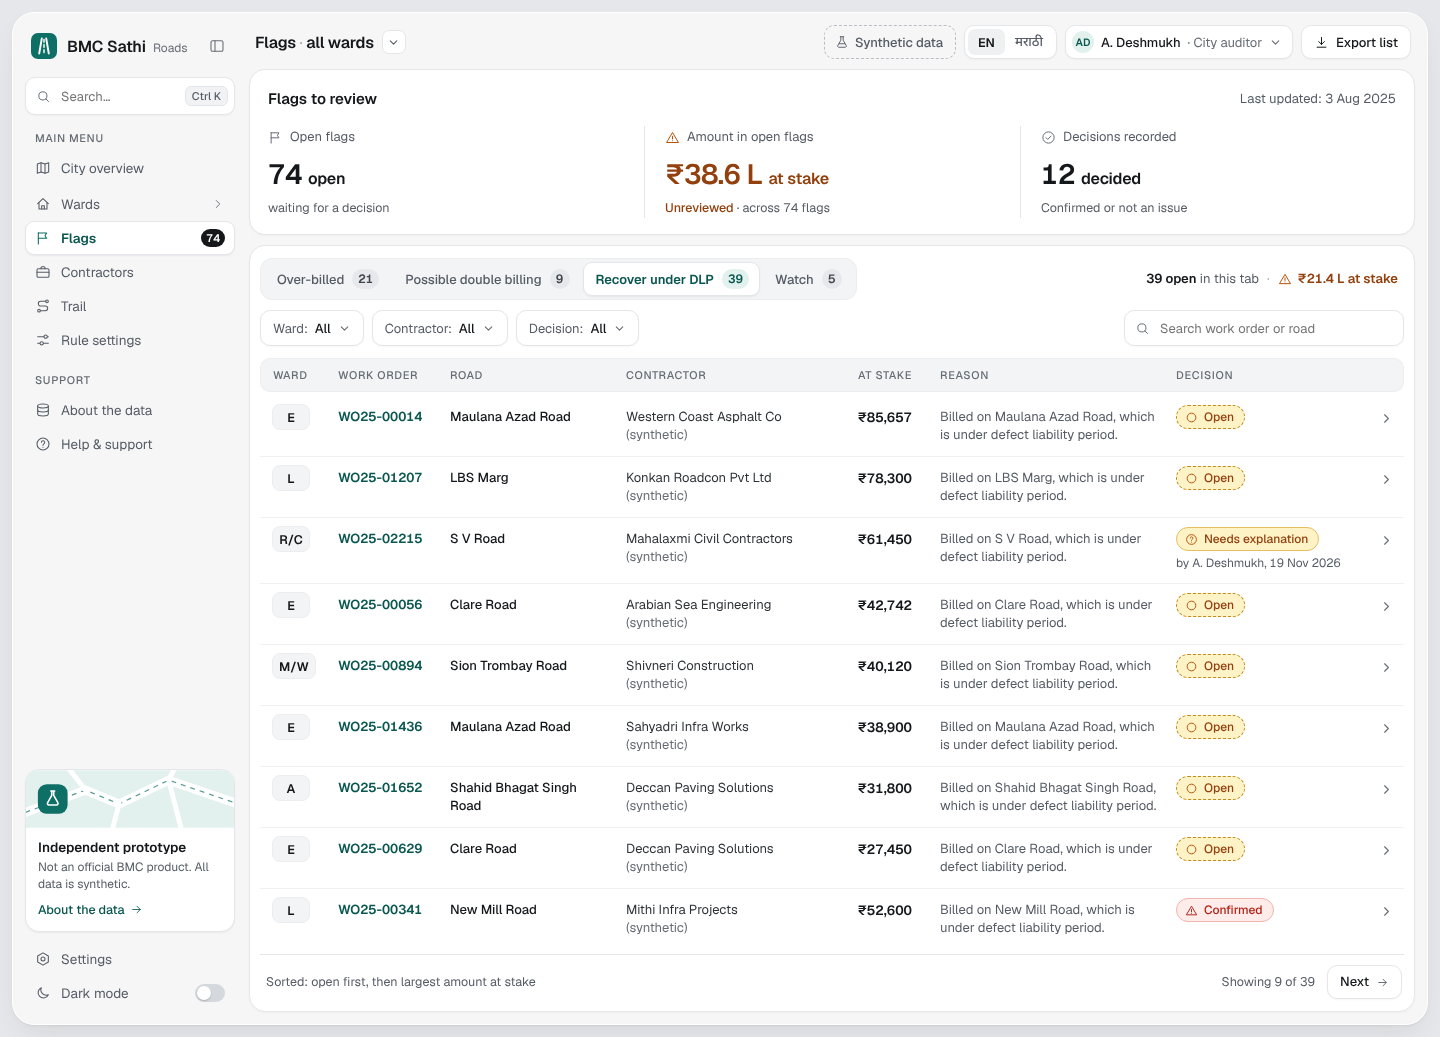 BMC Sathi Roads
Search...
Ctrl K
MAIN MENU
City overview
Wards
Flags 74
Contractors
Trail
Rule settings
SUPPORT
About the data
Help & support
Independent prototype
Not an official BMC product. All
data is synthetic.
About the data →
Settings
Dark mode
Flags · all wards
Synthetic data
EN मराठी
AD A. Deshmukh · City auditor
Export list
Flags to review
Last updated: 3 Aug 2025
Open flags
74 open
waiting for a decision
Amount in open flags
₹38.6 L at stake
Unreviewed · across 74 flags
Decisions recorded
12 decided
Confirmed or not an issue
Over-billed 21 Possible double billing 9 Recover under DLP 39 Watch 5
39 open in this tab · ₹21.4 L at stake
Ward: All Contractor: All Decision: All
Search work order or road
WARD WORK ORDER ROAD CONTRACTOR AT STAKE REASON DECISION
E WO25-00014 Maulana Azad Road Western Coast Asphalt Co ₹85,657 Billed on Maulana Azad Road, which Open
(synthetic) is under defect liability period.
L WO25-01207 LBS Marg Konkan Roadcon Pvt Ltd ₹78,300 Billed on LBS Marg, which is under Open
(synthetic) defect liability period.
R/C WO25-02215 S V Road Mahalaxmi Civil Contractors ₹61,450 Billed on S V Road, which is under Needs explanation
(synthetic) defect liability period. by A. Deshmukh, 19 Nov 2026
E WO25-00056 Clare Road Arabian Sea Engineering ₹42,742 Billed on Clare Road, which is under Open
(synthetic) defect liability period.
M/W WO25-00894 Sion Trombay Road Shivneri Construction ₹40,120 Billed on Sion Trombay Road, which Open
(synthetic) is under defect liability period.
E WO25-01436 Maulana Azad Road Sahyadri Infra Works ₹38,900 Billed on Maulana Azad Road, which Open
(synthetic) is under defect liability period.
A WO25-01652 Shahid Bhagat Singh Deccan Paving Solutions ₹31,800 Billed on Shahid Bhagat Singh Road, Open
Road (synthetic) which is under defect liability period.
E WO25-00629 Clare Road Deccan Paving Solutions ₹27,450 Billed on Clare Road, which is under Open
(synthetic) defect liability period.
L WO25-00341 New Mill Road Mithi Infra Projects ₹52,600 Billed on New Mill Road, which is Confirmed
(synthetic) under defect liability period.
Sorted: open first, then largest amount at stake
Showing 9 of 39
Next →